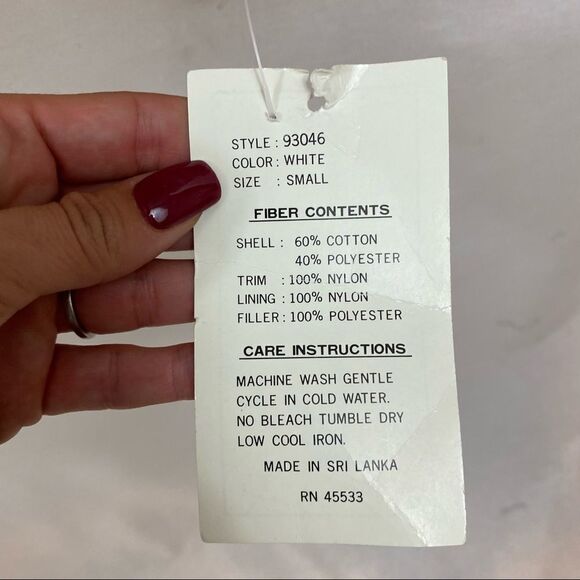 STYLE : 93046
COLOR : WHITE
SIZE : SMALL
FIBER CONTENTS
SHELL : 60% COTTON
40% POLYESTER
TRIM : 100% NYLON
LINING : 100% NYLON
FILLER : 100% POLYESTER
CARE INSTRUCTIONS
MACHINE WASH GENTLE
CYCLE IN COLD WATER.
NO BLEACH TUMBLE DRY
LOW COOL IRON.
MADE IN SRI LANKA
RN 45533